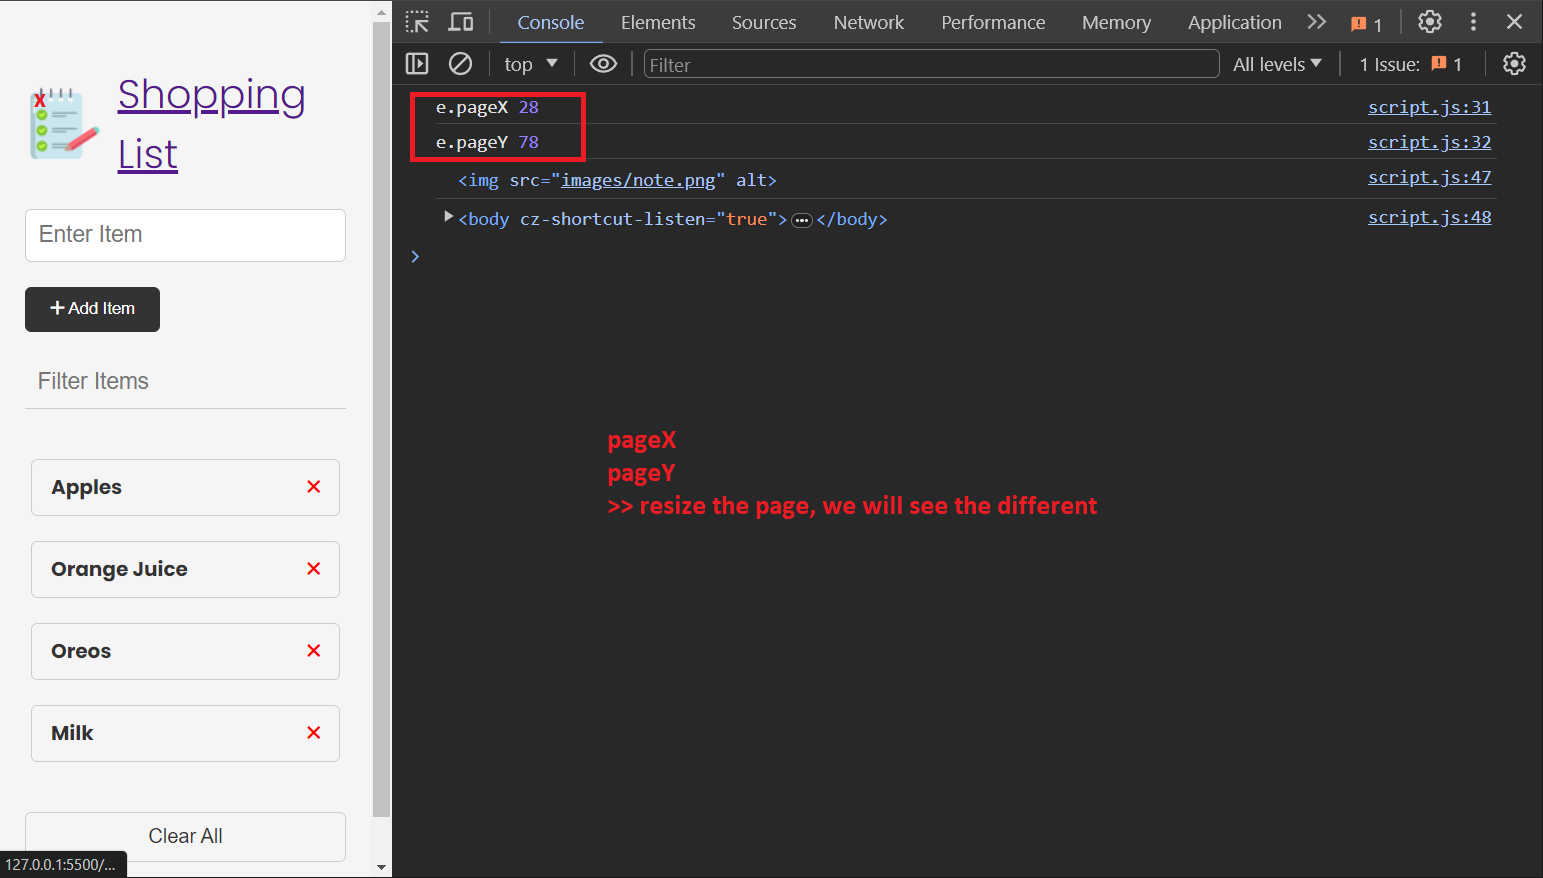 X
Shopping
List
Enter Item
+ Add Item
Filter Items
Apples
Orange Juice
Oreos
Milk
Clear All
127.0.0.1:5500/...
Console Elements Sources Network Performance Memory Application 1
top Filter All levels 1 Issue: 1
e.pageX 28 script.js:31
e.pageY 78 script.js:32
<img src="images/note.png" alt> script.js:47
<body cz-shortcut-listen="true">…</body> script.js:48
pageX
pageY
>> resize the page, we will see the different